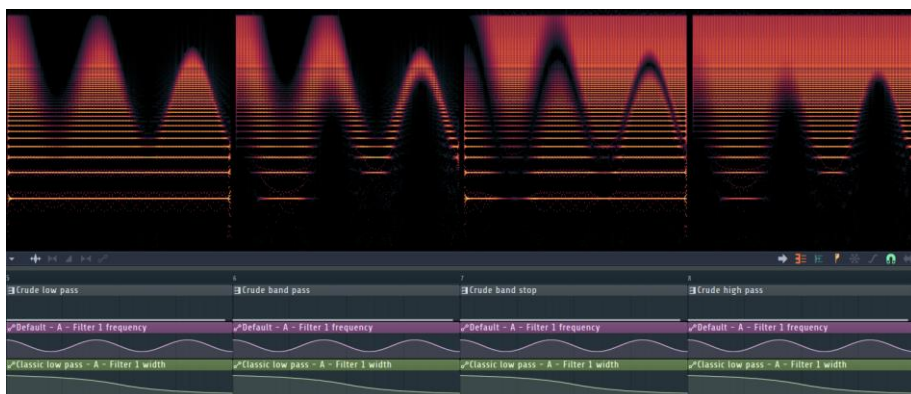 5 6 7 8
Crude low pass Crude band pass Crude band stop Crude high pass
Default - A - Filter 1 frequency Default - A - Filter 1 frequency Default - A - Filter 1 frequency Default - A - Filter 1 frequency
Classic low pass - A - Filter 1 width Classic low pass - A - Filter 1 width Classic low pass - A - Filter 1 width Classic low pass - A - Filter 1 width